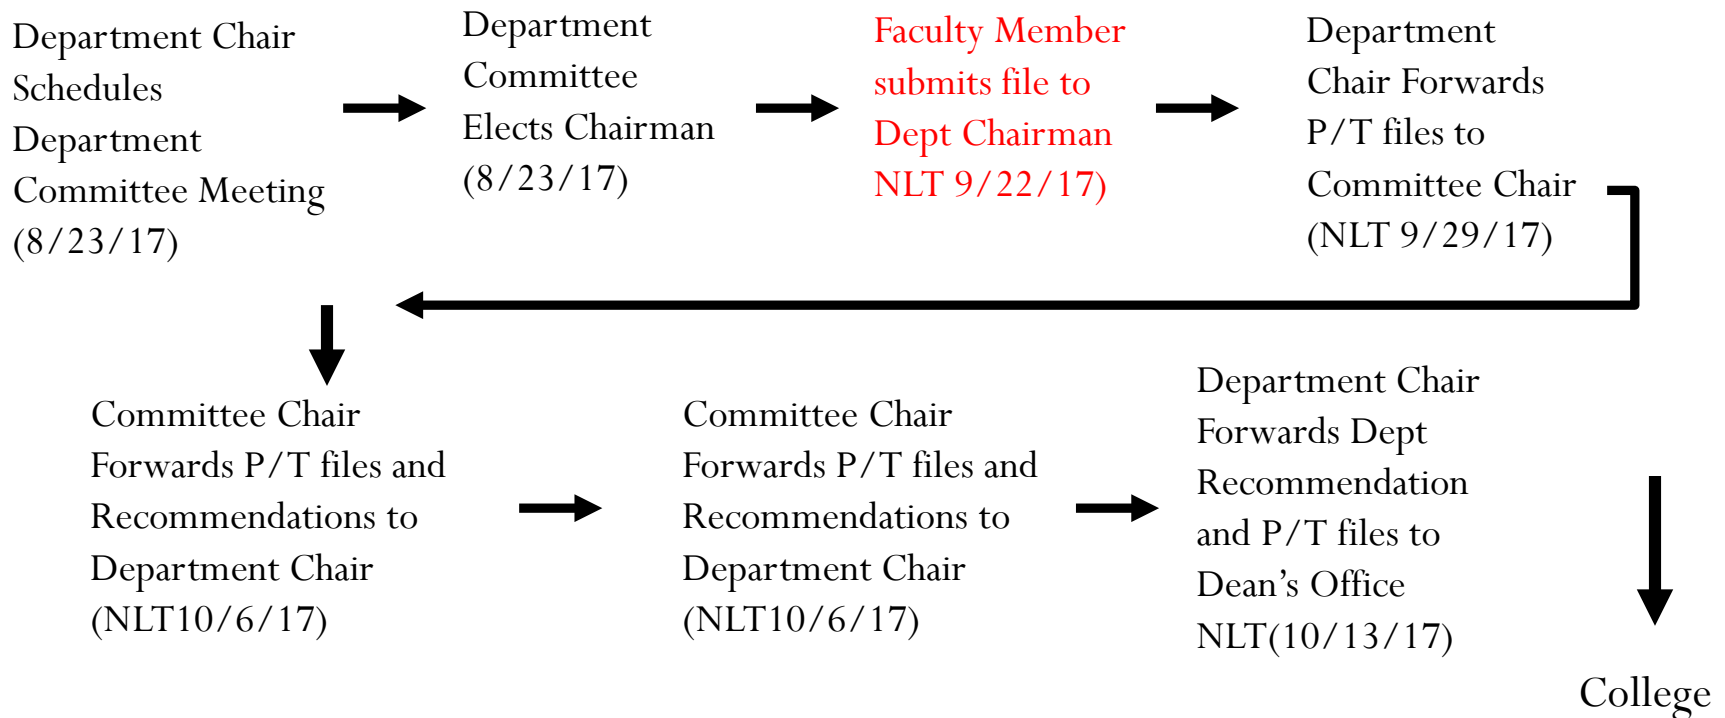 Department Chair
Schedules
Department
Committee Meeting
(8/23/17)
Department
Committee
Elects Chairman
(8/23/17)
Faculty Member
submits file to
Dept Chairman
NLT 9/22/17)
Department
Chair Forwards
P/T files to
Committee Chair
(NLT 9/29/17)
Committee Chair
Forwards P/T files and
Recommendations to
Department Chair
(NLT10/6/17)
Committee Chair
Forwards P/T files and
Recommendations to
Department Chair
(NLT10/6/17)
Department Chair
Forwards Dept
Recommendation
and P/T files to
Dean’s Office
NLT(10/13/17)
College